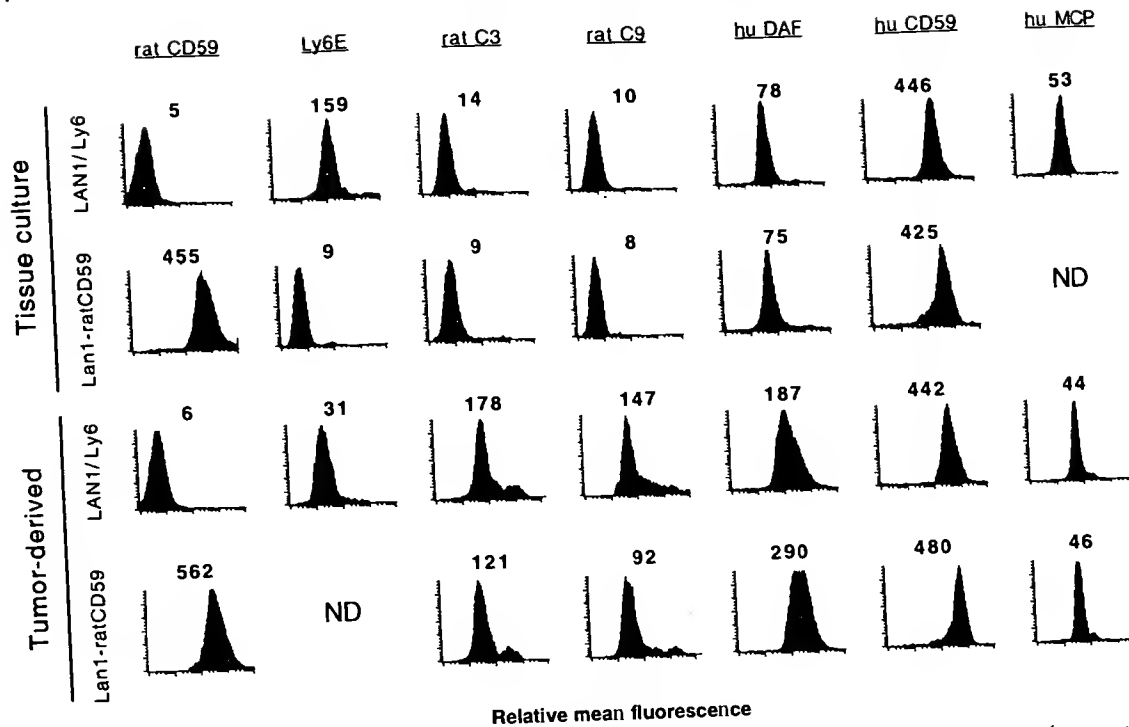 rat CD59 Ly6E rat C3 rat C9 hu DAF hu CD59 hu MCP
Tissue culture
LAN1/Ly6
5 159 14 10 78 446 53
Lan1-ratCD59
455 9 9 8 75 425 ND
Tumor-derived
LAN1/Ly6
6 31 178 147 187 442 44
Lan1-ratCD59
562 ND 121 92 290 480 46
Relative mean fluorescence